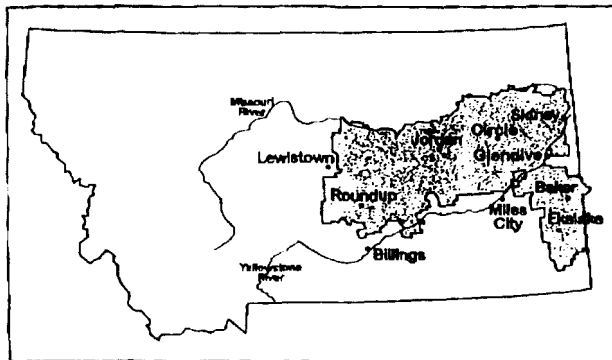 Missouri
River
Sidney
Circle
Jordan
Lewistown
Glendive
Roundup
Baker
Miles
City
Ekalaka
Billings
Yellowstone
River